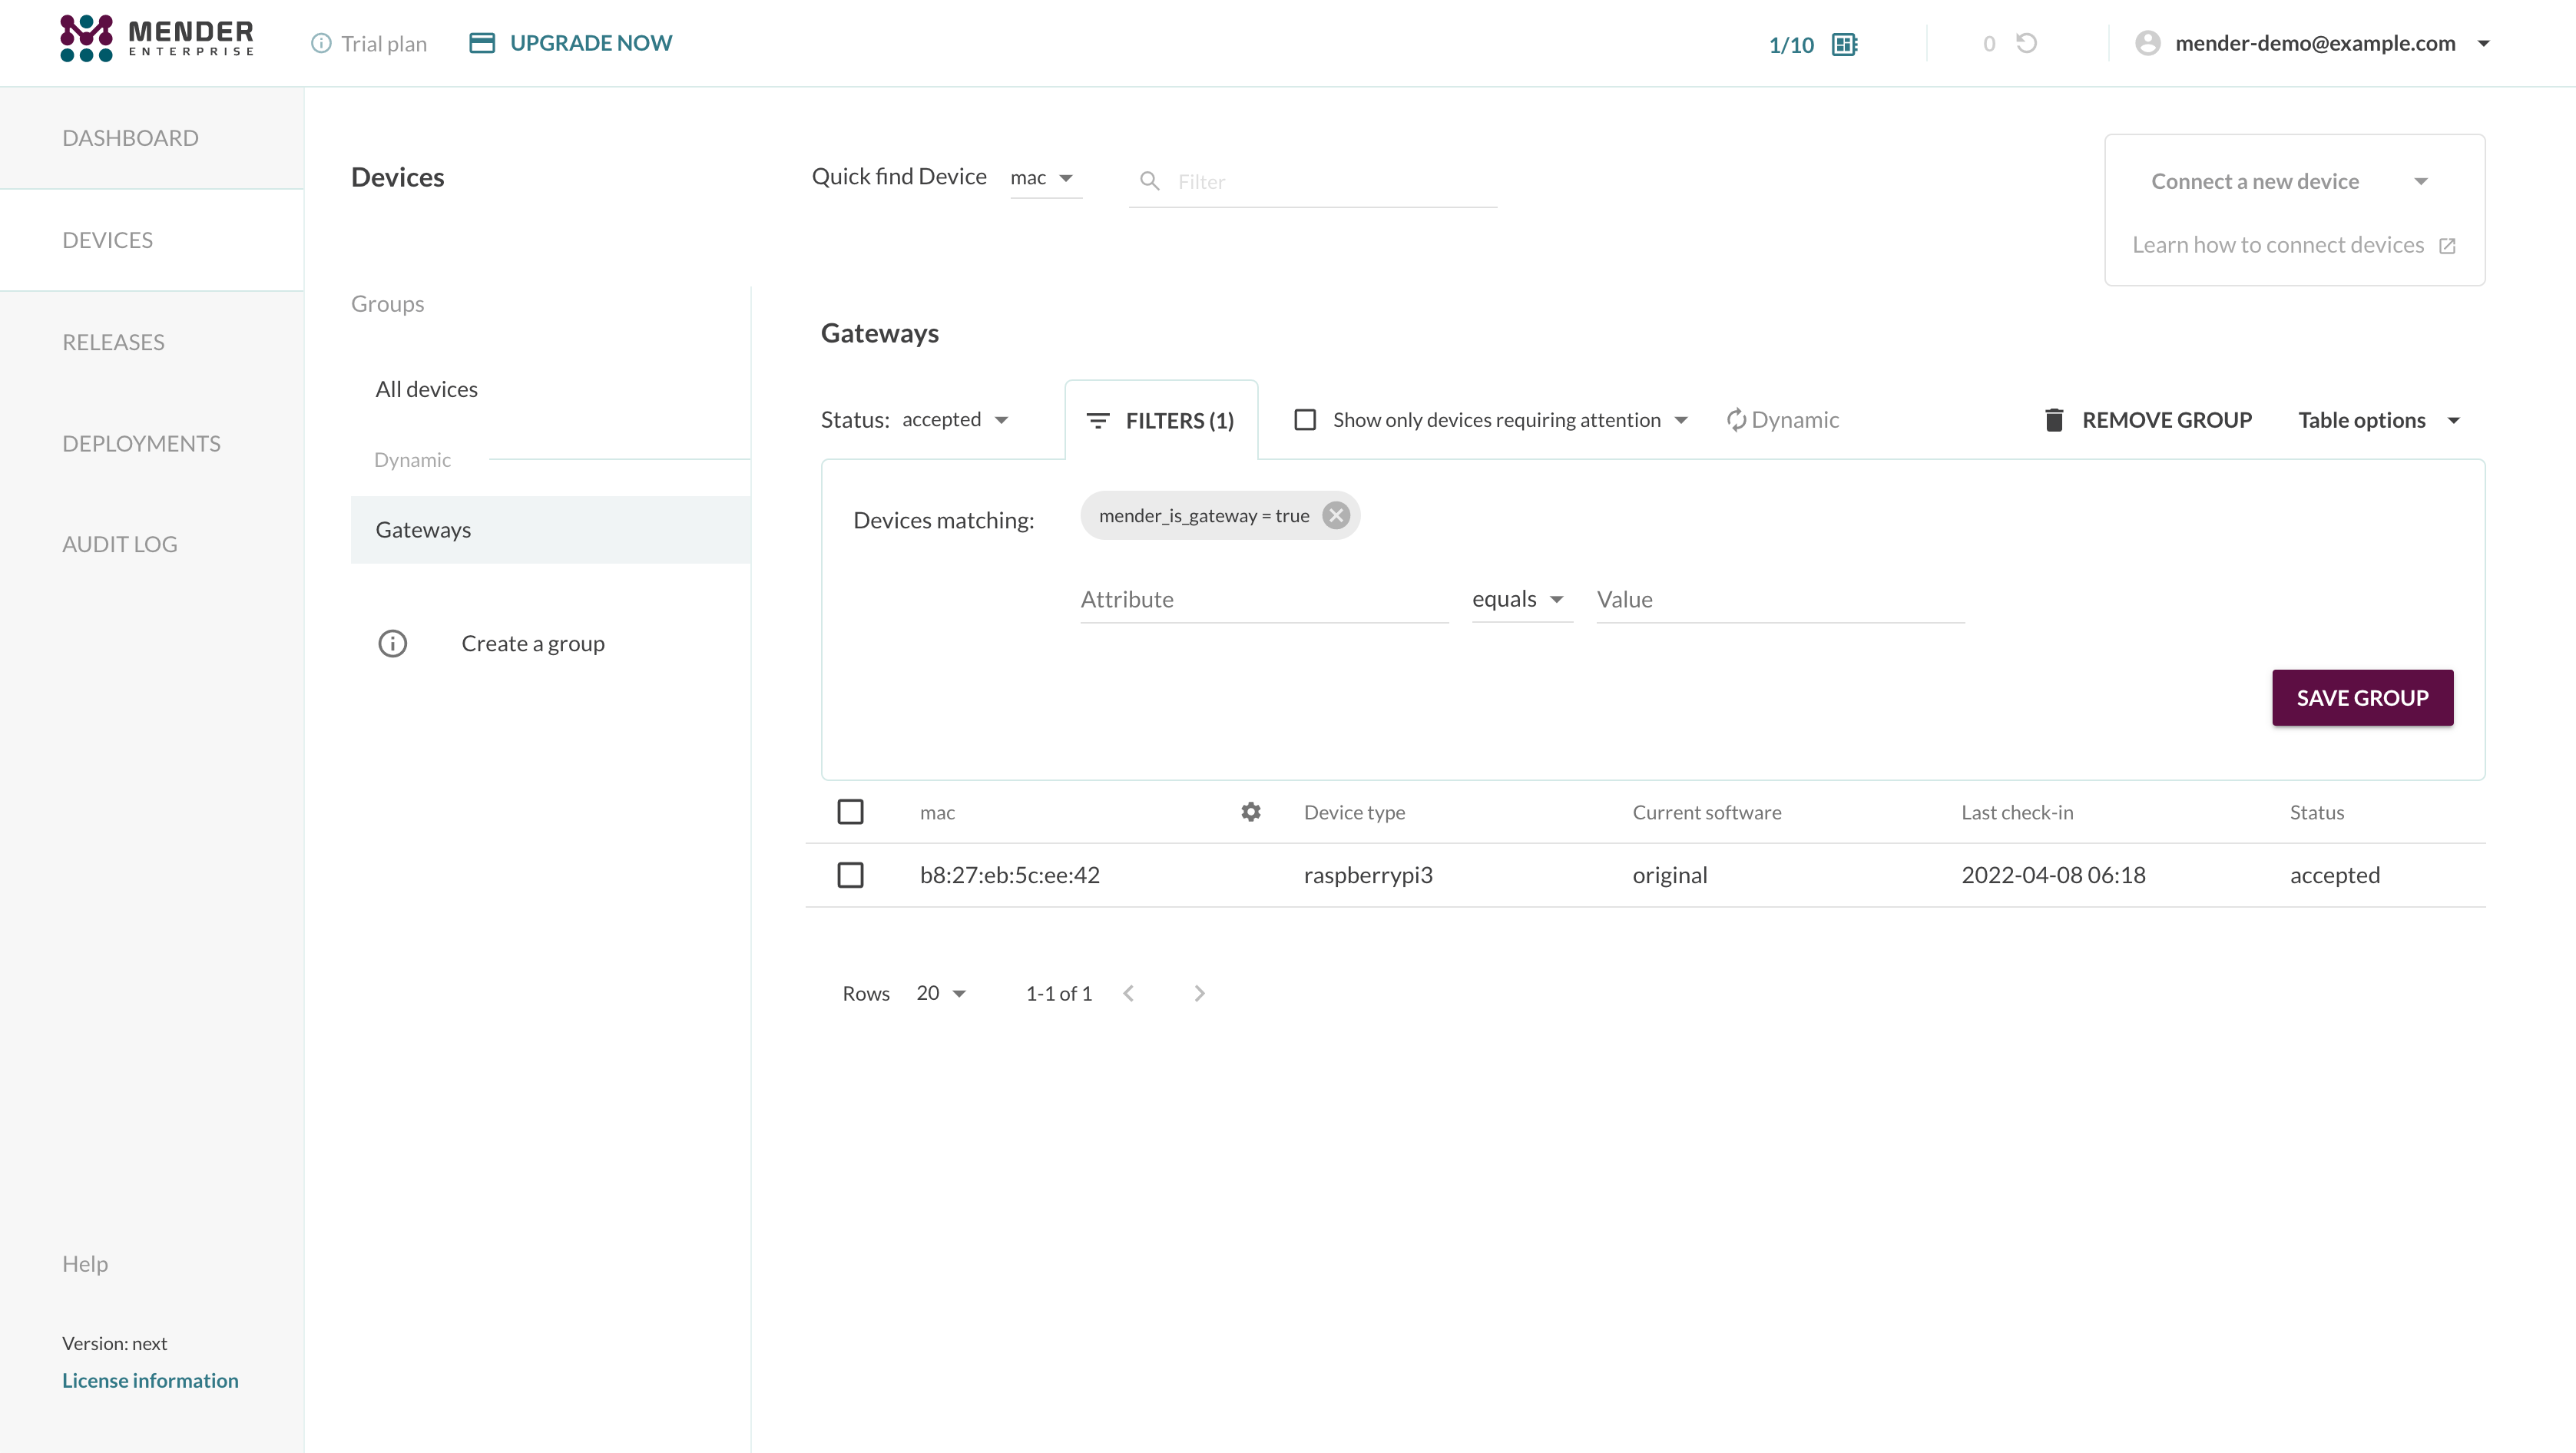 MENDER
ENTERPRISE
Trial plan
UPGRADE NOW
1/10
0
mender-demo@example.com
DASHBOARD
DEVICES
RELEASES
DEPLOYMENTS
AUDIT LOG
Help
Version: next
License information
Devices
Quick find Device
mac
Filter
Connect a new device
Learn how to connect devices
Groups
All devices
Dynamic
Gateways
Create a group
Gateways
Status: accepted
FILTERS (1)
Show only devices requiring attention
Dynamic
REMOVE GROUP
Table options
Devices matching:
mender_is_gateway = true
Attribute
equals
Value
SAVE GROUP
mac
Device type
Current software
Last check-in
Status
b8:27:eb:5c:ee:42
raspberrypi3
original
2022-04-08 06:18
accepted
Rows
20
1-1 of 1